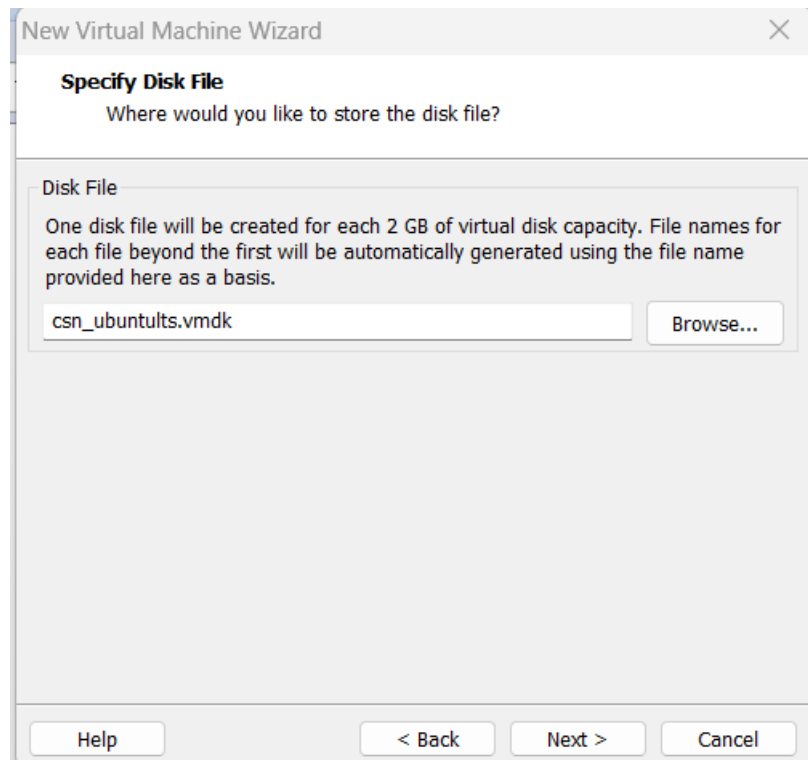 New Virtual Machine Wizard
Specify Disk File
Where would you like to store the disk file?
Disk File
One disk file will be created for each 2 GB of virtual disk capacity. File names for
each file beyond the first will be automatically generated using the file name
provided here as a basis.
csn_ubuntults.vmdk
Browse...
Help
< Back
Next >
Cancel